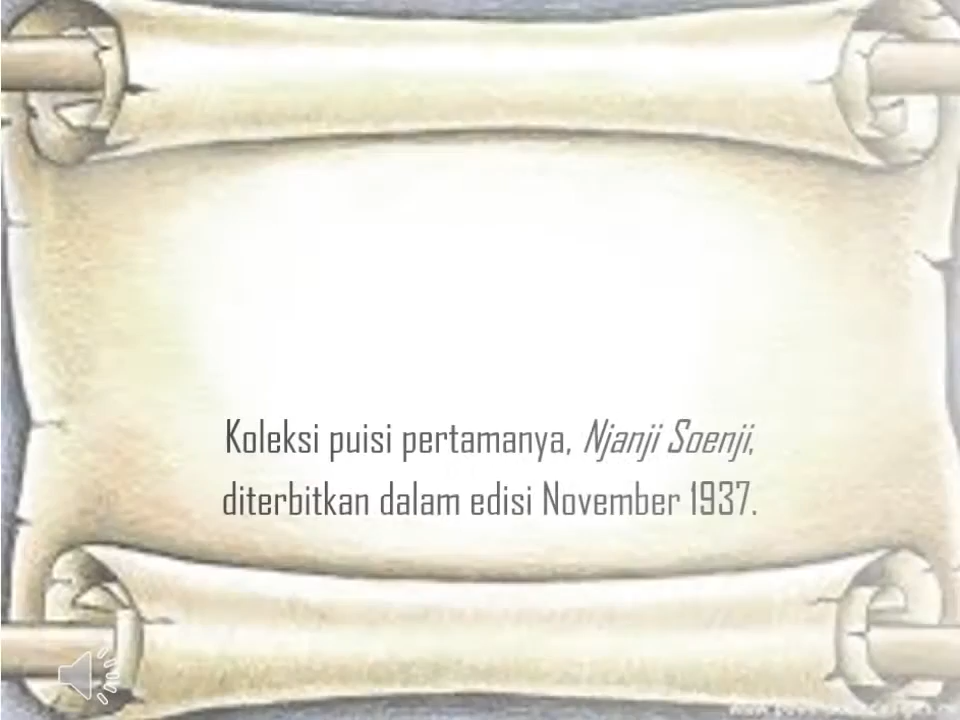 Koleksi puisi pertamanya, Njanji Soenji,
diterbitkan dalam edisi November 1937.